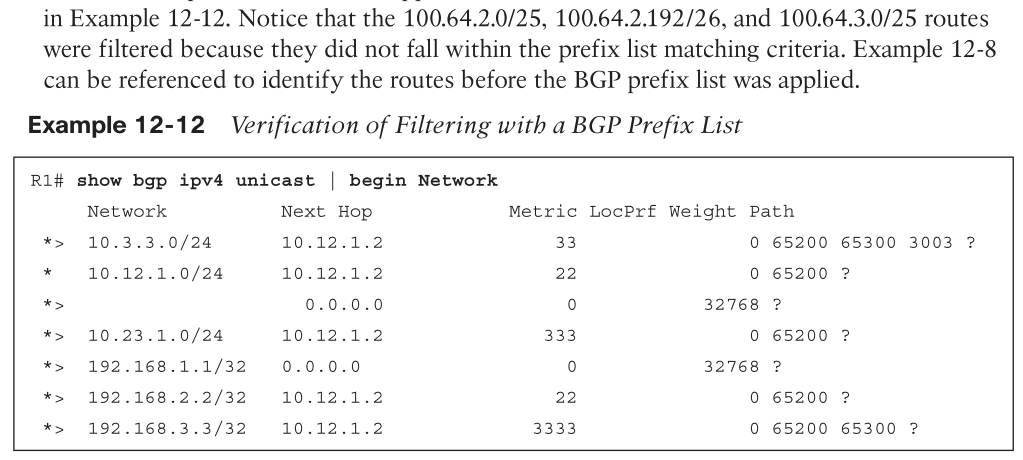 in Example 12-12. Notice that the 100.64.2.0/25, 100.64.2.192/26, and 100.64.3.0/25 routes
were filtered because they did not fall within the prefix list matching criteria. Example 12-8
can be referenced to identify the routes before the BGP prefix list was applied.
Example 12-12 Verification of Filtering with a BGP Prefix List
R1# show bgp ipv4 unicast | begin Network
Network Next Hop Metric LocPrf Weight Path
*> 10.3.3.0/24 10.12.1.2 33 0 65200 65300 3003 ?
* 10.12.1.0/24 10.12.1.2 22 0 65200 ?
*> 0.0.0.0 0 32768 ?
*> 10.23.1.0/24 10.12.1.2 333 0 65200 ?
*> 192.168.1.1/32 0.0.0.0 0 32768 ?
*> 192.168.2.2/32 10.12.1.2 22 0 65200 ?
*> 192.168.3.3/32 10.12.1.2 3333 0 65200 65300 ?